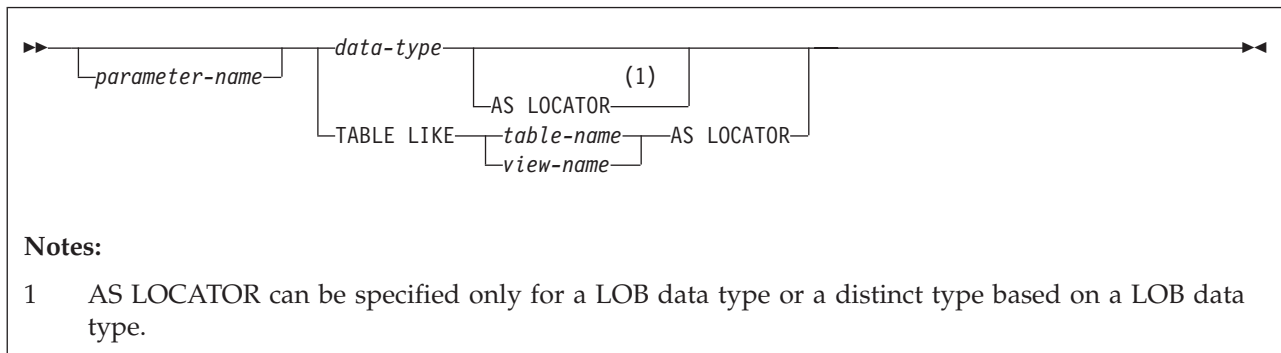 data-type
parameter-name
(1)
AS LOCATOR
TABLE LIKE table-name AS LOCATOR
view-name
Notes:
1 AS LOCATOR can be specified only for a LOB data type or a distinct type based on a LOB data
type.